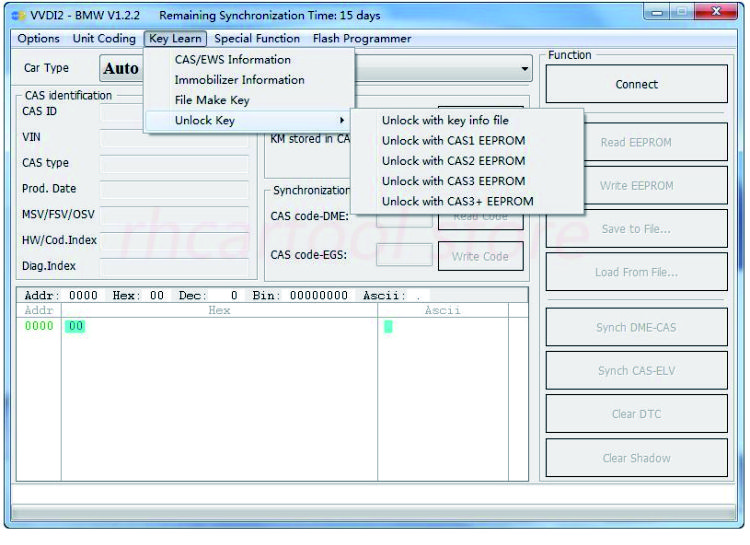 VVDI2 - BMW V1.2.2 Remaining Synchronization Time: 15 days
Options Unit Coding Key Learn Special Function Flash Programmer
Car Type Auto
CAS/EWS Information
Immobilizer Information
File Make Key
Unlock Key
Unlock with key info file
Unlock with CAS1 EEPROM
Unlock with CAS2 EEPROM
Unlock with CAS3 EEPROM
Unlock with CAS3+ EEPROM
CAS identification
CAS ID
VIN
CAS type
Prod. Date
MSV/FSV/OSV
HW/Cod.Index
Diag.Index
KM stored in CA
Synchronization
CAS code-DME:
Read Code
CAS code-EGS:
Write Code
Function
Connect
Read EEPROM
Write EEPROM
Save to File...
Load From File...
Synch DME-CAS
Synch CAS-ELV
Clear DTC
Clear Shadow
Addr: 0000 Hex: 00 Dec: 0 Bin: 00000000 Ascii: .
Addr Hex Ascii
0000 00
rhcartool store